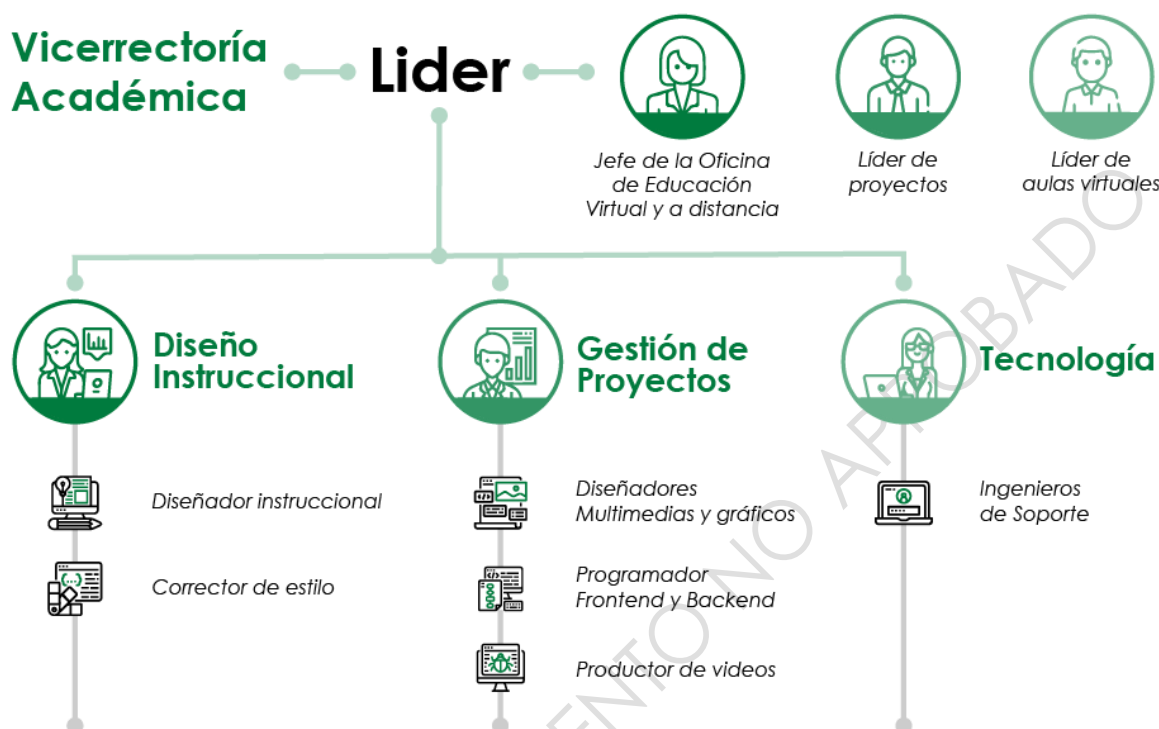 Vicerrectoría
Académica
Lider
Jefe de la Oficina
de Educación
Virtual y a distancia
Líder de
proyectos
Líder de
aulas virtuales
Diseño
Instruccional
Gestión de
Proyectos
Tecnología
Diseñador instruccional
Corrector de estilo
Diseñadores
Multimedias y gráficos
Programador
Frontend y Backend
Productor de videos
Ingenieros
de Soporte
NO APROBADO